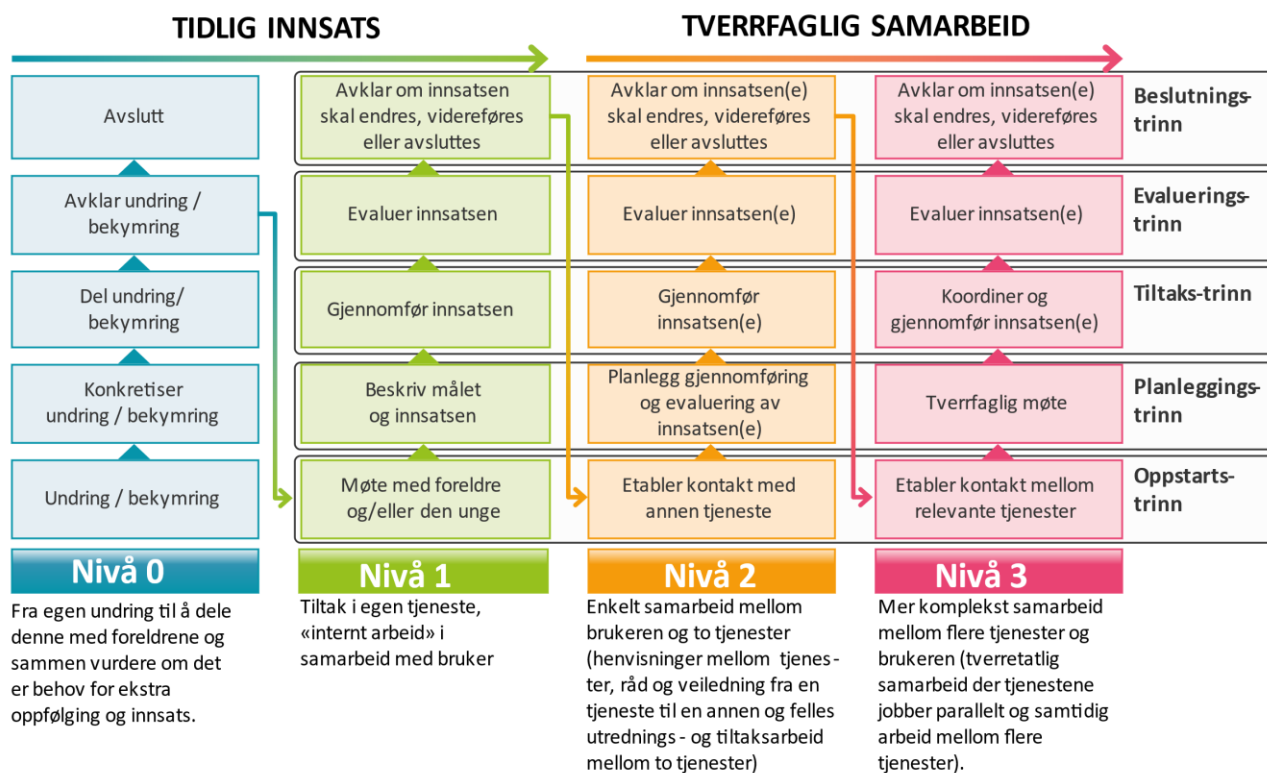 TIDLIG INNSATS
TVERRFAGLIG SAMARBEID
Avslutt
Avklar om innsatsen
skal endres, videreføres
eller avsluttes
Avklar om innsatsen(e)
skal endres, videreføres
eller avsluttes
Avklar om innsatsen(e)
skal endres, videreføres
eller avsluttes
Beslutnings-
trinn
Avklar undring /
bekymring
Evaluer innsatsen
Evaluer innsatsen(e)
Evaluer innsatsen(e)
Evaluerings-
trinn
Del undring/
bekymring
Gjennomfør innsatsen
Gjennomfør
innsatsen(e)
Koordiner og
gjennomfør innsatsen(e)
Tiltaks-trinn
Konkretiser
undring / bekymring
Beskriv målet
og innsatsen
Planlegg gjennomføring
og evaluering av
innsatsen(e)
Tverrfaglig møte
Planleggings-
trinn
Undring / bekymring
Møte med foreldre
og/eller den unge
Etabler kontakt med
annen tjeneste
Etabler kontakt mellom
relevante tjenester
Oppstarts-
trinn
Nivå 0
Nivå 1
Nivå 2
Nivå 3
Fra egen undring til å dele
denne med foreldrene og
sammen vurdere om det
er behov for ekstra
oppfølging og innsats.
Tiltak i egen tjeneste,
«internt arbeid» i
samarbeid med bruker
Enkelt samarbeid mellom
brukeren og to tjenester
(henvisninger mellom tjenes-
ter, råd og veiledning fra en
tjeneste til en annen og felles
utrednings- og tiltaksarbeid
mellom to tjenester)
Mer komplekst samarbeid
mellom flere tjenester og
brukeren (tverretatlig
samarbeid der tjenestene
jobber parallelt og samtidig
arbeid mellom flere
tjenester).